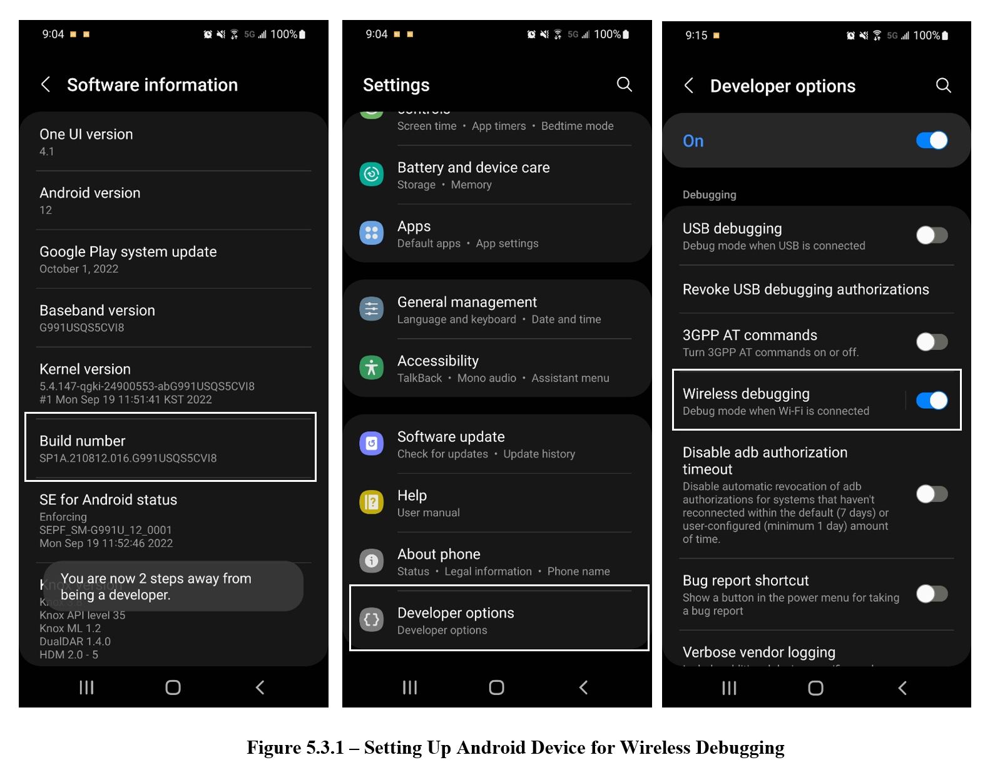 9:04
5G 100%
Software information
One UI version
4.1
Android version
12
Google Play system update
October 1, 2022
Baseband version
G991USQS5CVI8
Kernel version
5.4.147-qgki-24900553-abG991USQS5CVI8
#1 Mon Sep 19 11:51:41 KST 2022
Build number
SP1A.210812.016.G991USQS5CVI8
SE for Android status
Enforcing
SEPF_SM-G991U_12_0001
Mon Sep 19 11:52:46 2022
You are now 2 steps away from
being a developer.
Knox API level 35
Knox ML 1.2
DualDAR 1.4.0
HDM 2.0 - 5
9:04
5G 100%
Settings
controls
Screen time • App timers • Bedtime mode
Battery and device care
Storage • Memory
Apps
Default apps • App settings
General management
Language and keyboard • Date and time
Accessibility
TalkBack • Mono audio • Assistant menu
Software update
Check for updates • Update history
Help
User manual
About phone
Status • Legal information • Phone name
Developer options
Developer options
9:15
5G 100%
Developer options
On
Debugging
USB debugging
Debug mode when USB is connected
Revoke USB debugging authorizations
3GPP AT commands
Turn 3GPP AT commands on or off.
Wireless debugging
Debug mode when Wi-Fi is connected
Disable adb authorization
timeout
Disable automatic revocation of adb
authorizations for systems that haven't
reconnected within the default (7 days) or
user-configured (minimum 1 day) amount
of time.
Bug report shortcut
Show a button in the power menu for taking
a bug report
Verbose vendor logging
Figure 5.3.1 – Setting Up Android Device for Wireless Debugging